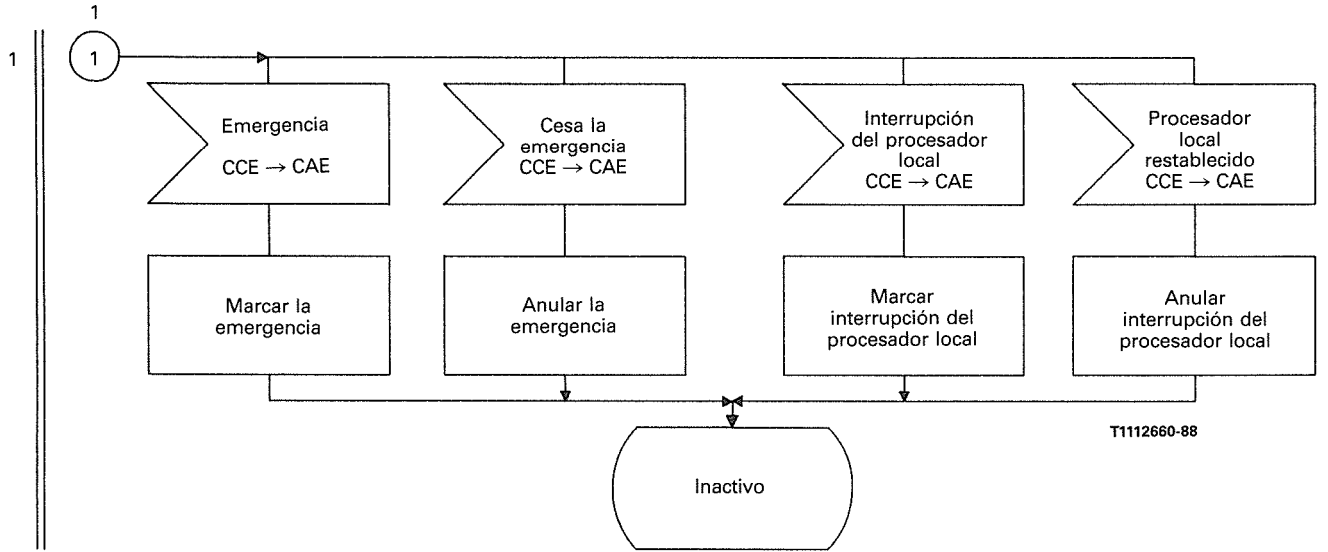 1
1
1
Emergencia
CCE → CAE
Cesa la
emergencia
CCE → CAE
Interrupción
del procesador
local
CCE → CAE
Procesador
local
restablecido
CCE → CAE
Marcar la
emergencia
Anular la
emergencia
Marcar
interrupción del
procesador local
Anular
interrupción del
procesador local
T1112660-88
Inactivo